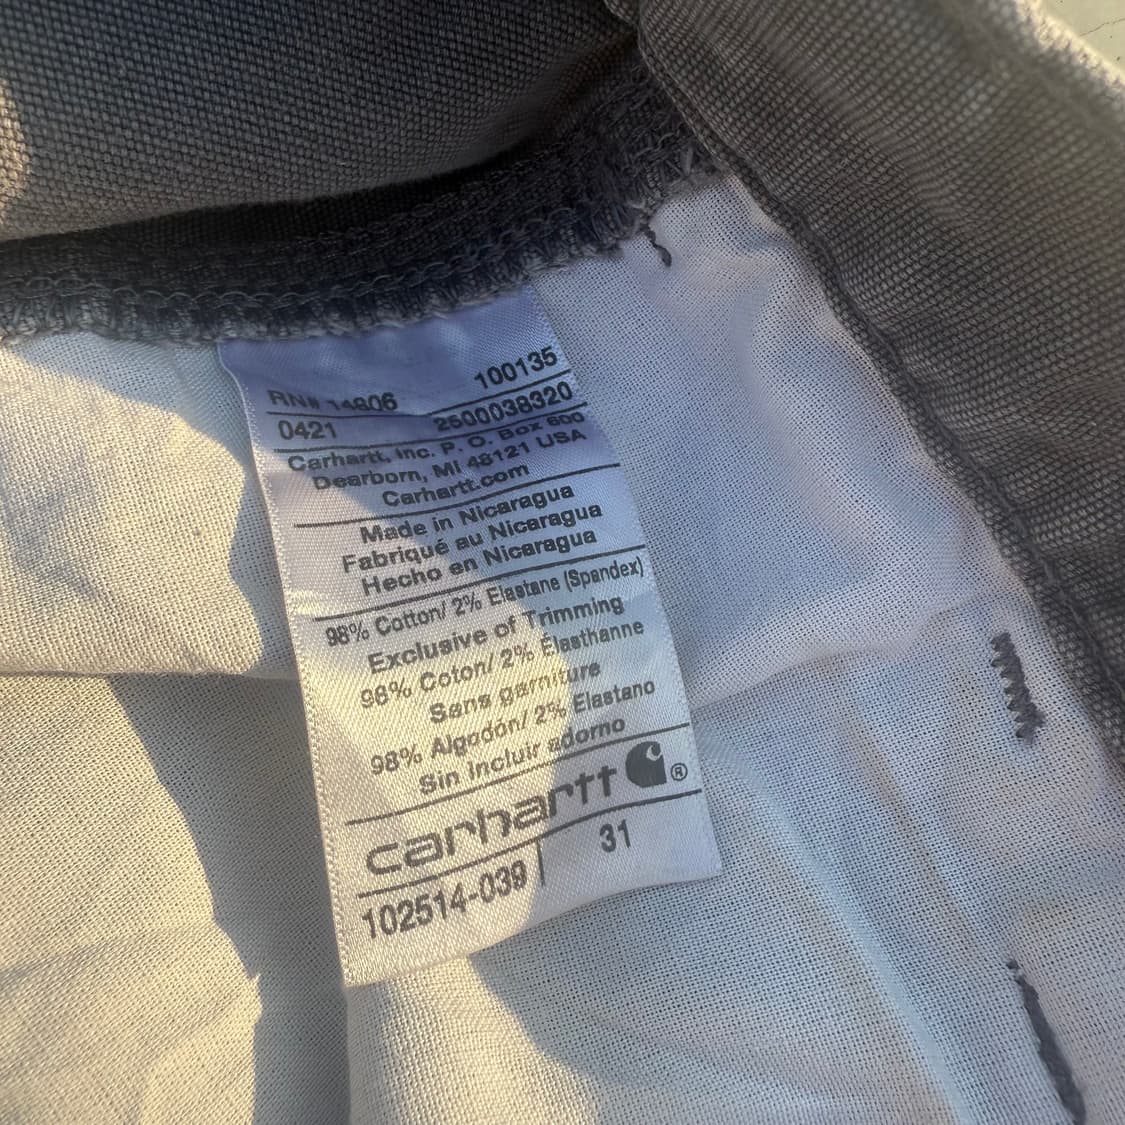 RN# 14806 100135
0421 2600038320
Carhartt, Inc. P. O. Box 600
Dearborn, MI 48121 USA
Carhartt.com
Made in Nicaragua
Fabriqué au Nicaragua
Hecho en Nicaragua
98% Cotton/ 2% Elastane (Spandex)
Exclusive of Trimming
98% Coton/ 2% Élasthanne
Sans garniture
98% Algodón/ 2% Elastano
Sin Incluir adorno
carhartt ®
102514-039 31